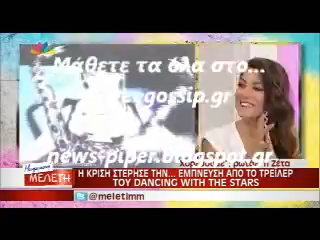 Μάθετε τα όλα στο...
gossip.gr
news-piper.blogspot.gr
ΜΕΛΕΤΗ
Η ΚΡΙΣΗ ΣΤΕΡΗΣΕ ΤΗΝ... ΕΜΠΝΕΥΣΗ ΑΠΟ ΤΟ ΤΡΕΪΛΕΡ
ΤΟΥ DANCING WITH THE STARS
@meletimm